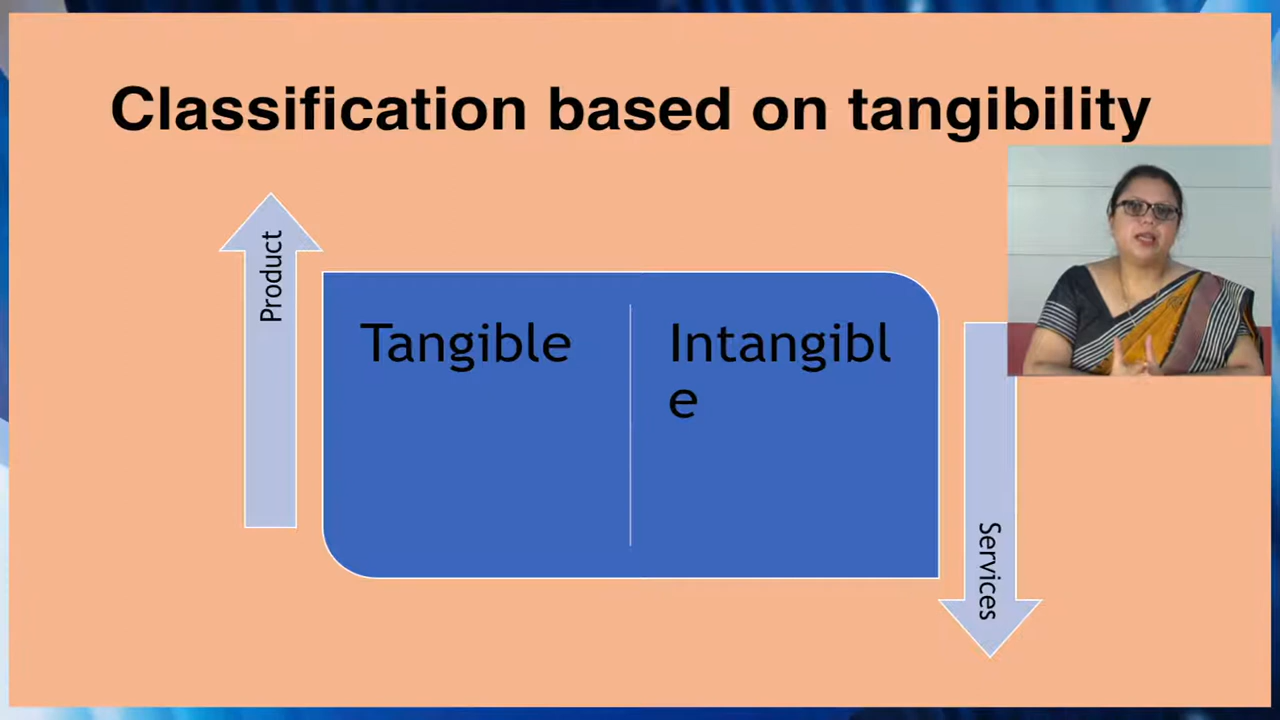 Classification based on tangibility
Product
Tangible
Intangibl
e
Services